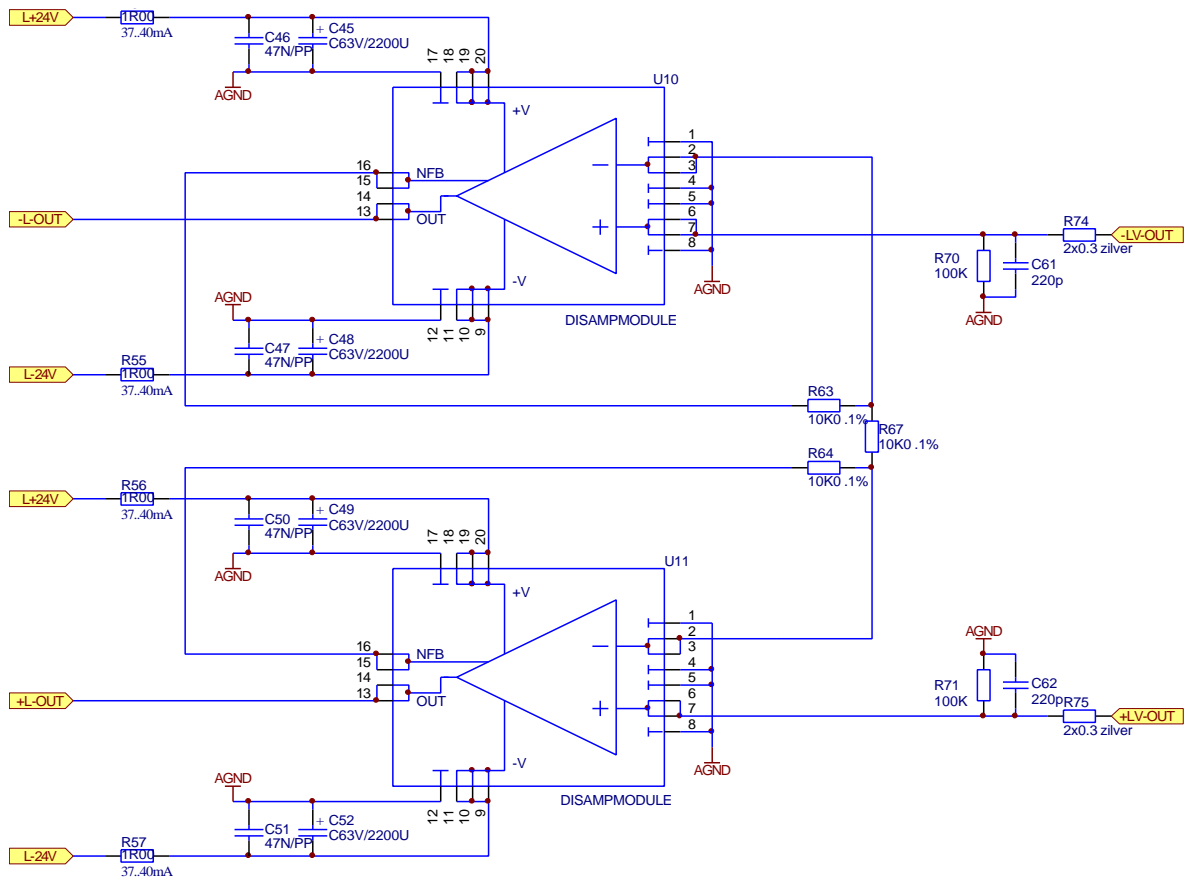 L+24V
1R00
37..40mA
C46
47N/PP
+ C45
C63V/2200U
AGND
17
18
19
20
U10
+V
1
2
3
4
5
6
7
8
16
15
14
13
NFB
OUT
-L-OUT
-V
AGND
R74
2x0.3 zilver
-LV-OUT
R70
100K
C61
220p
AGND
AGND
12
11
10
9
DISAMPMODULE
C47
47N/PP
+ C48
C63V/2200U
R55
L-24V
1R00
37..40mA
R63
10K0 .1%
R67
10K0 .1%
R64
10K0 .1%
R56
L+24V
1R00
37..40mA
C50
47N/PP
+ C49
C63V/2200U
AGND
17
18
19
20
U11
+V
1
2
3
4
5
6
7
8
16
15
14
13
NFB
OUT
+L-OUT
-V
AGND
AGND
R71
100K
C62
220p
R75
2x0.3 zilver
+LV-OUT
AGND
12
11
10
9
DISAMPMODULE
C51
47N/PP
+ C52
C63V/2200U
R57
L-24V
1R00
37..40mA